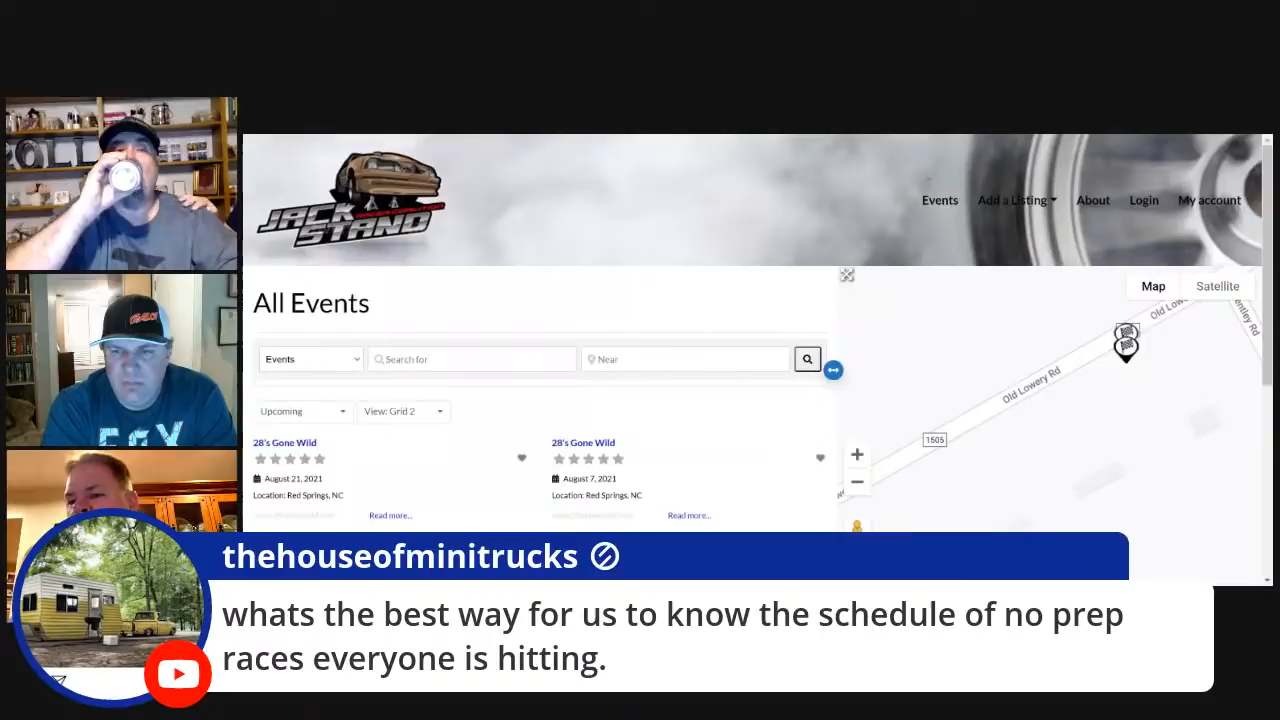 OLL
FOX
JACK
STAND
Events
Add a Listing
About
Login
My account
All Events
Events
Search for
Near
Upcoming
View: Grid 2
28's Gone Wild
28's Gone Wild
August 21, 2021
August 7, 2021
Location: Red Springs, NC
Location: Red Springs, NC
Read more...
Read more...
Map
Satellite
Old Lowery Rd
1505
thehouseofminitrucks
whats the best way for us to know the schedule of no prep
races everyone is hitting.